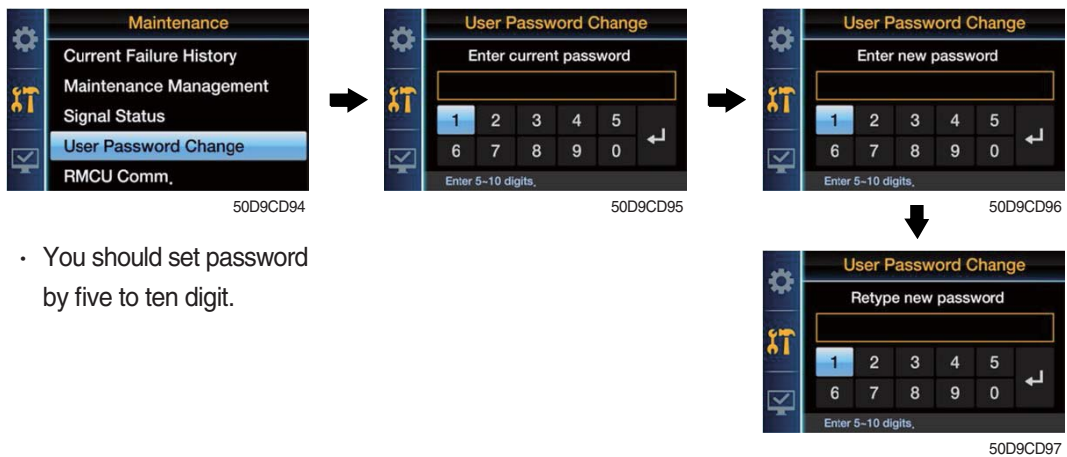 Maintenance
Current Failure History
Maintenance Management
Signal Status
User Password Change
RMCU Comm.
50D9CD94
User Password Change
Enter current password
1 2 3 4 5
6 7 8 9 0
Enter 5~10 digits.
50D9CD95
User Password Change
Enter new password
1 2 3 4 5
6 7 8 9 0
Enter 5~10 digits.
50D9CD96
• You should set password
by five to ten digit.
User Password Change
Retype new password
1 2 3 4 5
6 7 8 9 0
Enter 5~10 digits.
50D9CD97